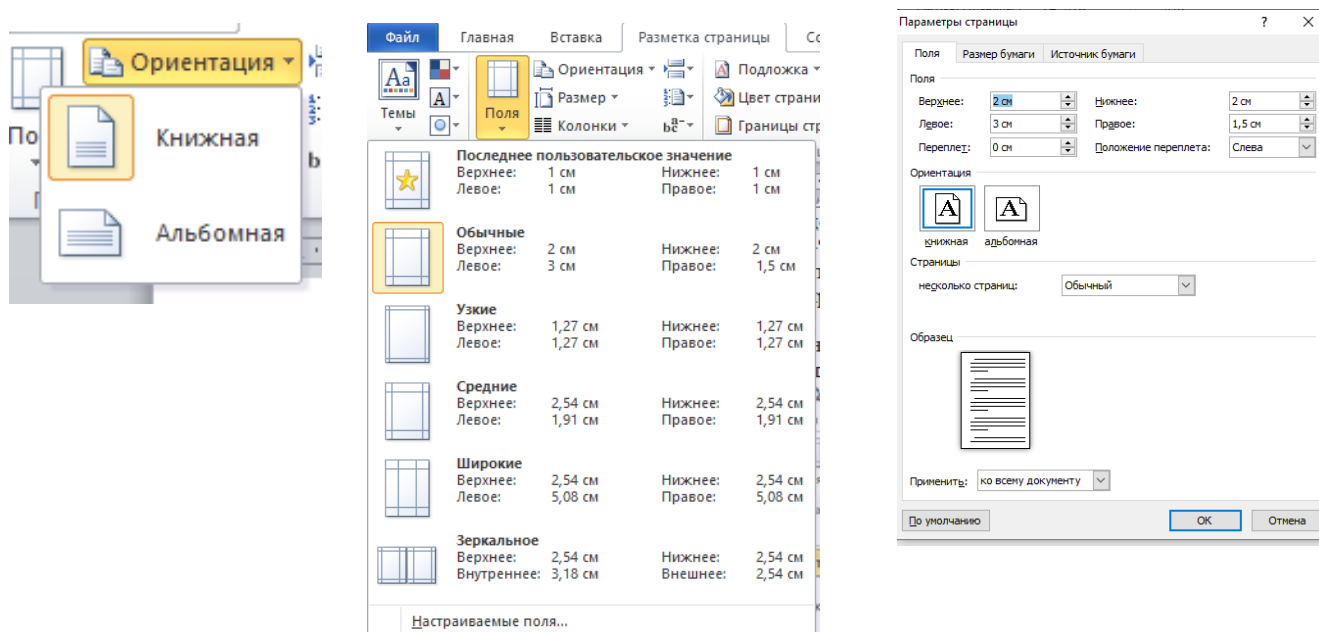 Ориентация
По
Книжная
Альбомная
Файл Главная Вставка Разметка страницы
Aa
Темы
Поля
Ориентация
Размер
Колонки
Подложка
Цвет страни
Границы стр
Последнее пользовательское значение
Верхнее: 1 см Нижнее: 1 см
Левое: 1 см Правое: 1 см
Обычные
Верхнее: 2 см Нижнее: 2 см
Левое: 3 см Правое: 1,5 см
Узкие
Верхнее: 1,27 см Нижнее: 1,27 см
Левое: 1,27 см Правое: 1,27 см
Средние
Верхнее: 2,54 см Нижнее: 2,54 см
Левое: 1,91 см Правое: 1,91 см
Широкие
Верхнее: 2,54 см Нижнее: 2,54 см
Левое: 5,08 см Правое: 5,08 см
Зеркальное
Верхнее: 2,54 см Нижнее: 2,54 см
Внутреннее: 3,18 см Внешнее: 2,54 см
Настраиваемые поля...
Параметры страницы ?
Поля Размер бумаги Источник бумаги
Поля
Верхнее: 2 см Нижнее: 2 см
Левое: 3 см Правое: 1,5 см
Переплет: 0 см Положение переплета: Слева
Ориентация
A A
книжная альбомная
Страницы
несколько страниц: Обычный
Образец
Применить: ко всему документу
По умолчанию ОК Отмена